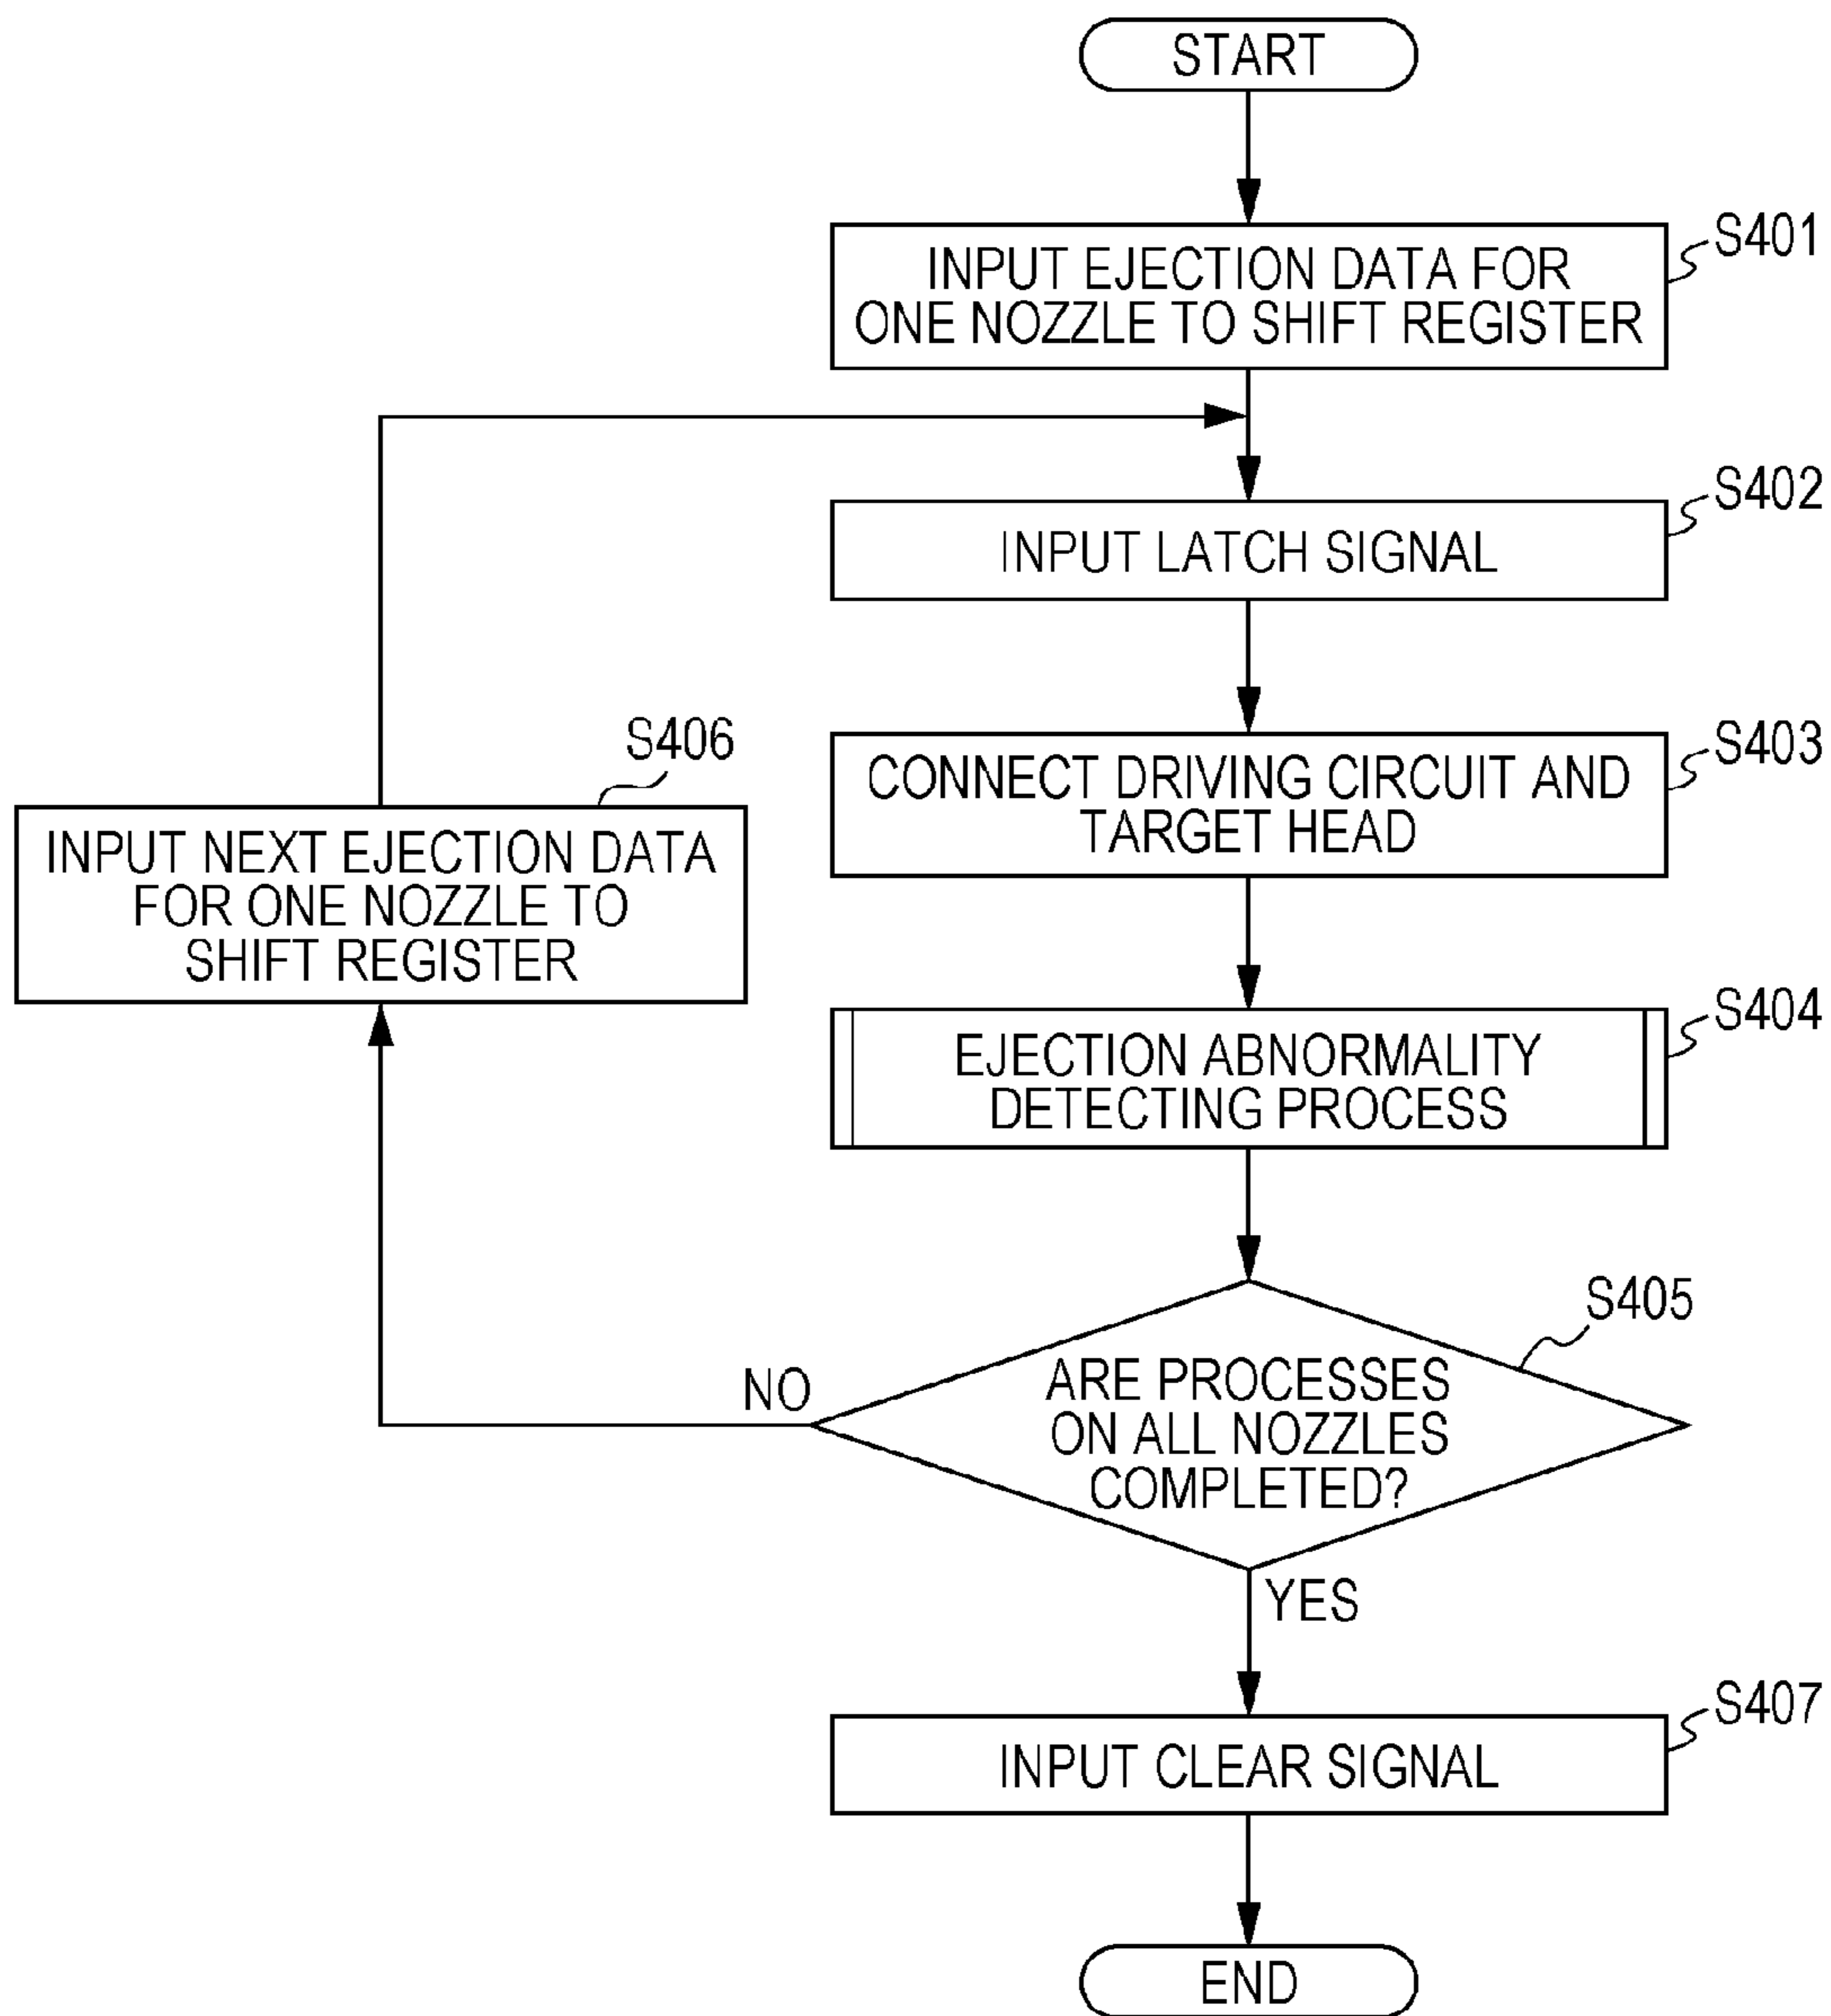 START
S401
INPUT EJECTION DATA FOR
ONE NOZZLE TO SHIFT REGISTER
S402
INPUT LATCH SIGNAL
S403
CONNECT DRIVING CIRCUIT AND
TARGET HEAD
S406
INPUT NEXT EJECTION DATA
FOR ONE NOZZLE TO
SHIFT REGISTER
S404
EJECTION ABNORMALITY
DETECTING PROCESS
S405
ARE PROCESSES
ON ALL NOZZLES
COMPLETED?
NO
YES
S407
INPUT CLEAR SIGNAL
END